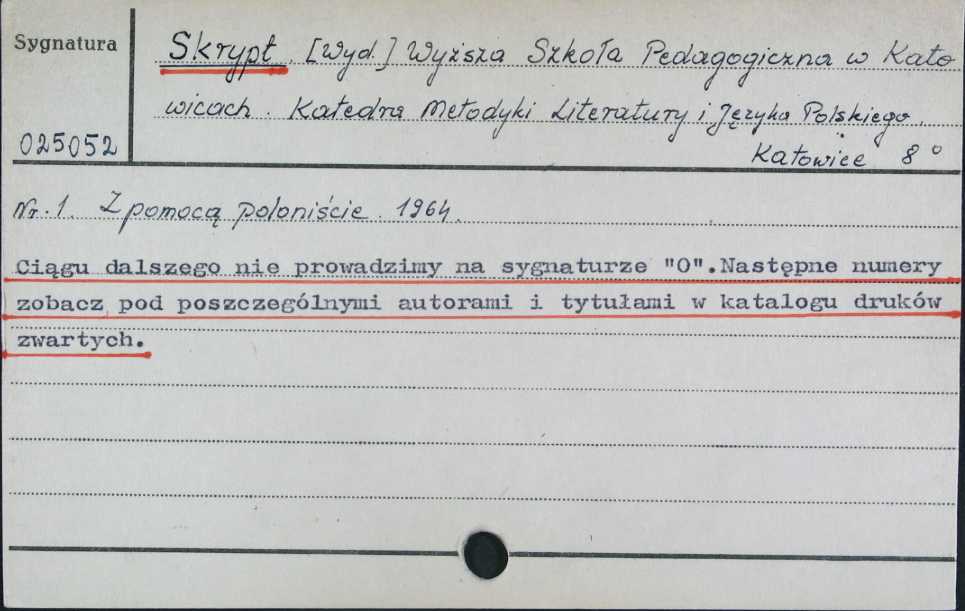 Sygnatura
Skrypt. [Wyd.] Wyższa Szkoła Pedagogiczna w Kato
wicach. Katedra Metodyki Literatury i Języka Polskiego.
025052
Katowice 8°
Nr. 1. Z pomocą poloniście. 1964.
Ciągu dalszego nie prowadzimy na sygnaturze "O".Następne numery
zobacz pod poszczególnymi autorami i tytułami w katalogu druków
zwartych.